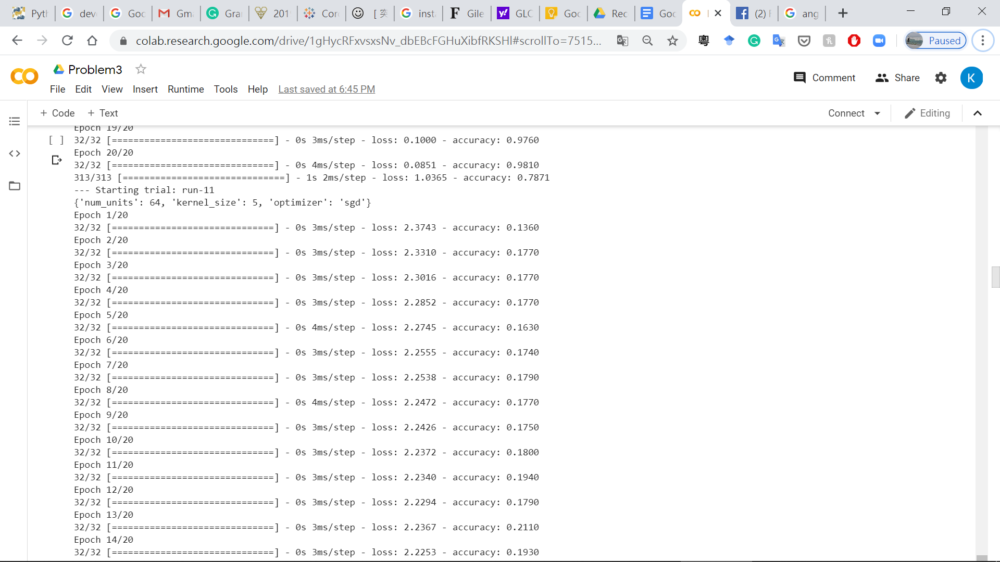 Pyth
dev
Goo
Gma
Gra
201
Cor
[ 突
inst
Gile
GLC
Goo
Rec
Goo
(2) F
ang
colab.research.google.com/drive/1gHycRFxvsxsNv_dbEBcFGHuXibfRKSHl#scrollTo=7515...
粵
Paused
Problem3
Comment
Share
K
File Edit View Insert Runtime Tools Help Last saved at 6:45 PM
+ Code + Text
Connect
Editing
Epoch 19/20
[ ] 32/32 [==============================] - 0s 3ms/step - loss: 0.1000 - accuracy: 0.9760
Epoch 20/20
32/32 [==============================] - 0s 4ms/step - loss: 0.0851 - accuracy: 0.9810
313/313 [==============================] - 1s 2ms/step - loss: 1.0365 - accuracy: 0.7871
--- Starting trial: run-11
{'num_units': 64, 'kernel_size': 5, 'optimizer': 'sgd'}
Epoch 1/20
32/32 [==============================] - 0s 3ms/step - loss: 2.3743 - accuracy: 0.1360
Epoch 2/20
32/32 [==============================] - 0s 3ms/step - loss: 2.3310 - accuracy: 0.1770
Epoch 3/20
32/32 [==============================] - 0s 3ms/step - loss: 2.3016 - accuracy: 0.1770
Epoch 4/20
32/32 [==============================] - 0s 3ms/step - loss: 2.2852 - accuracy: 0.1770
Epoch 5/20
32/32 [==============================] - 0s 4ms/step - loss: 2.2745 - accuracy: 0.1630
Epoch 6/20
32/32 [==============================] - 0s 3ms/step - loss: 2.2555 - accuracy: 0.1740
Epoch 7/20
32/32 [==============================] - 0s 3ms/step - loss: 2.2538 - accuracy: 0.1790
Epoch 8/20
32/32 [==============================] - 0s 4ms/step - loss: 2.2472 - accuracy: 0.1770
Epoch 9/20
32/32 [==============================] - 0s 3ms/step - loss: 2.2426 - accuracy: 0.1750
Epoch 10/20
32/32 [==============================] - 0s 3ms/step - loss: 2.2372 - accuracy: 0.1800
Epoch 11/20
32/32 [==============================] - 0s 3ms/step - loss: 2.2340 - accuracy: 0.1940
Epoch 12/20
32/32 [==============================] - 0s 3ms/step - loss: 2.2294 - accuracy: 0.1790
Epoch 13/20
32/32 [==============================] - 0s 3ms/step - loss: 2.2367 - accuracy: 0.2110
Epoch 14/20
32/32 [==============================] - 0s 3ms/step - loss: 2.2253 - accuracy: 0.1930